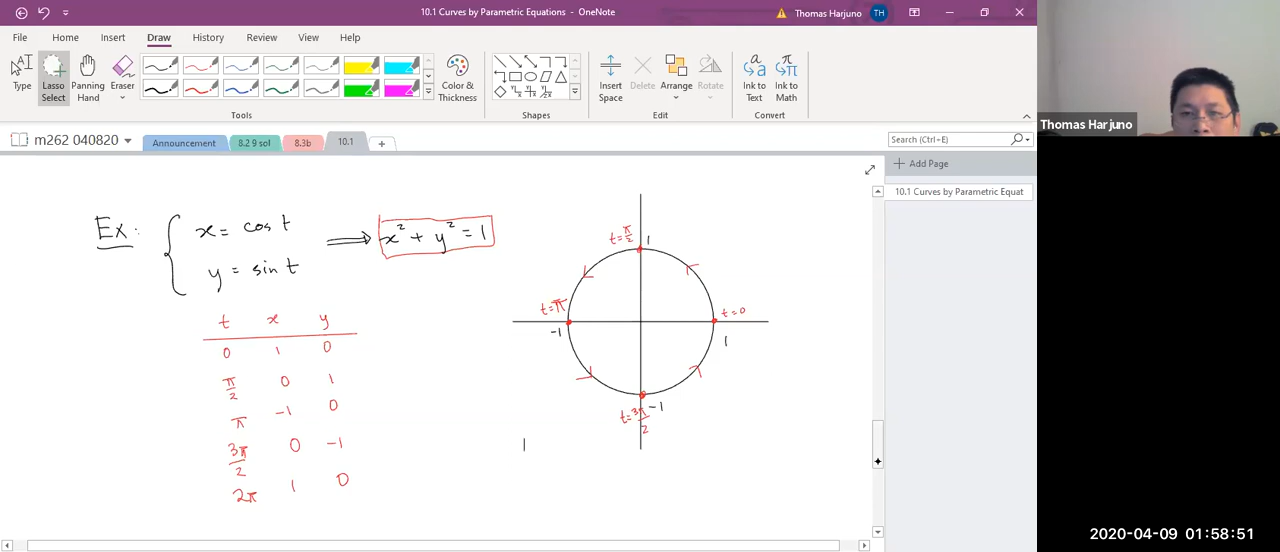 10.1 Curves by Parametric Equations - OneNote
Thomas Harjuno TH
File Home Insert Draw History Review View Help
Type
Lasso Select
Panning Hand
Eraser
Color & Thickness
Insert Space
Delete
Arrange
Rotate
Ink to Text
Ink to Math
Tools Shapes Edit Convert
m262 040820
Announcement 8.2 9 sol 8.3b 10.1
Search (Ctrl+E)
Add Page
10.1 Curves by Parametric Equat
Thomas Harjuno
Ex: { x = cos t
y = sin t
⟹ x² + y² = 1
t x y
0 1 0
π/2 0 1
π -1 0
3π/2 0 -1
2π 1 0
t=π/2 1
t=π
-1
t=0
1
t=3π/2 -1
2020-04-09 01:58:51